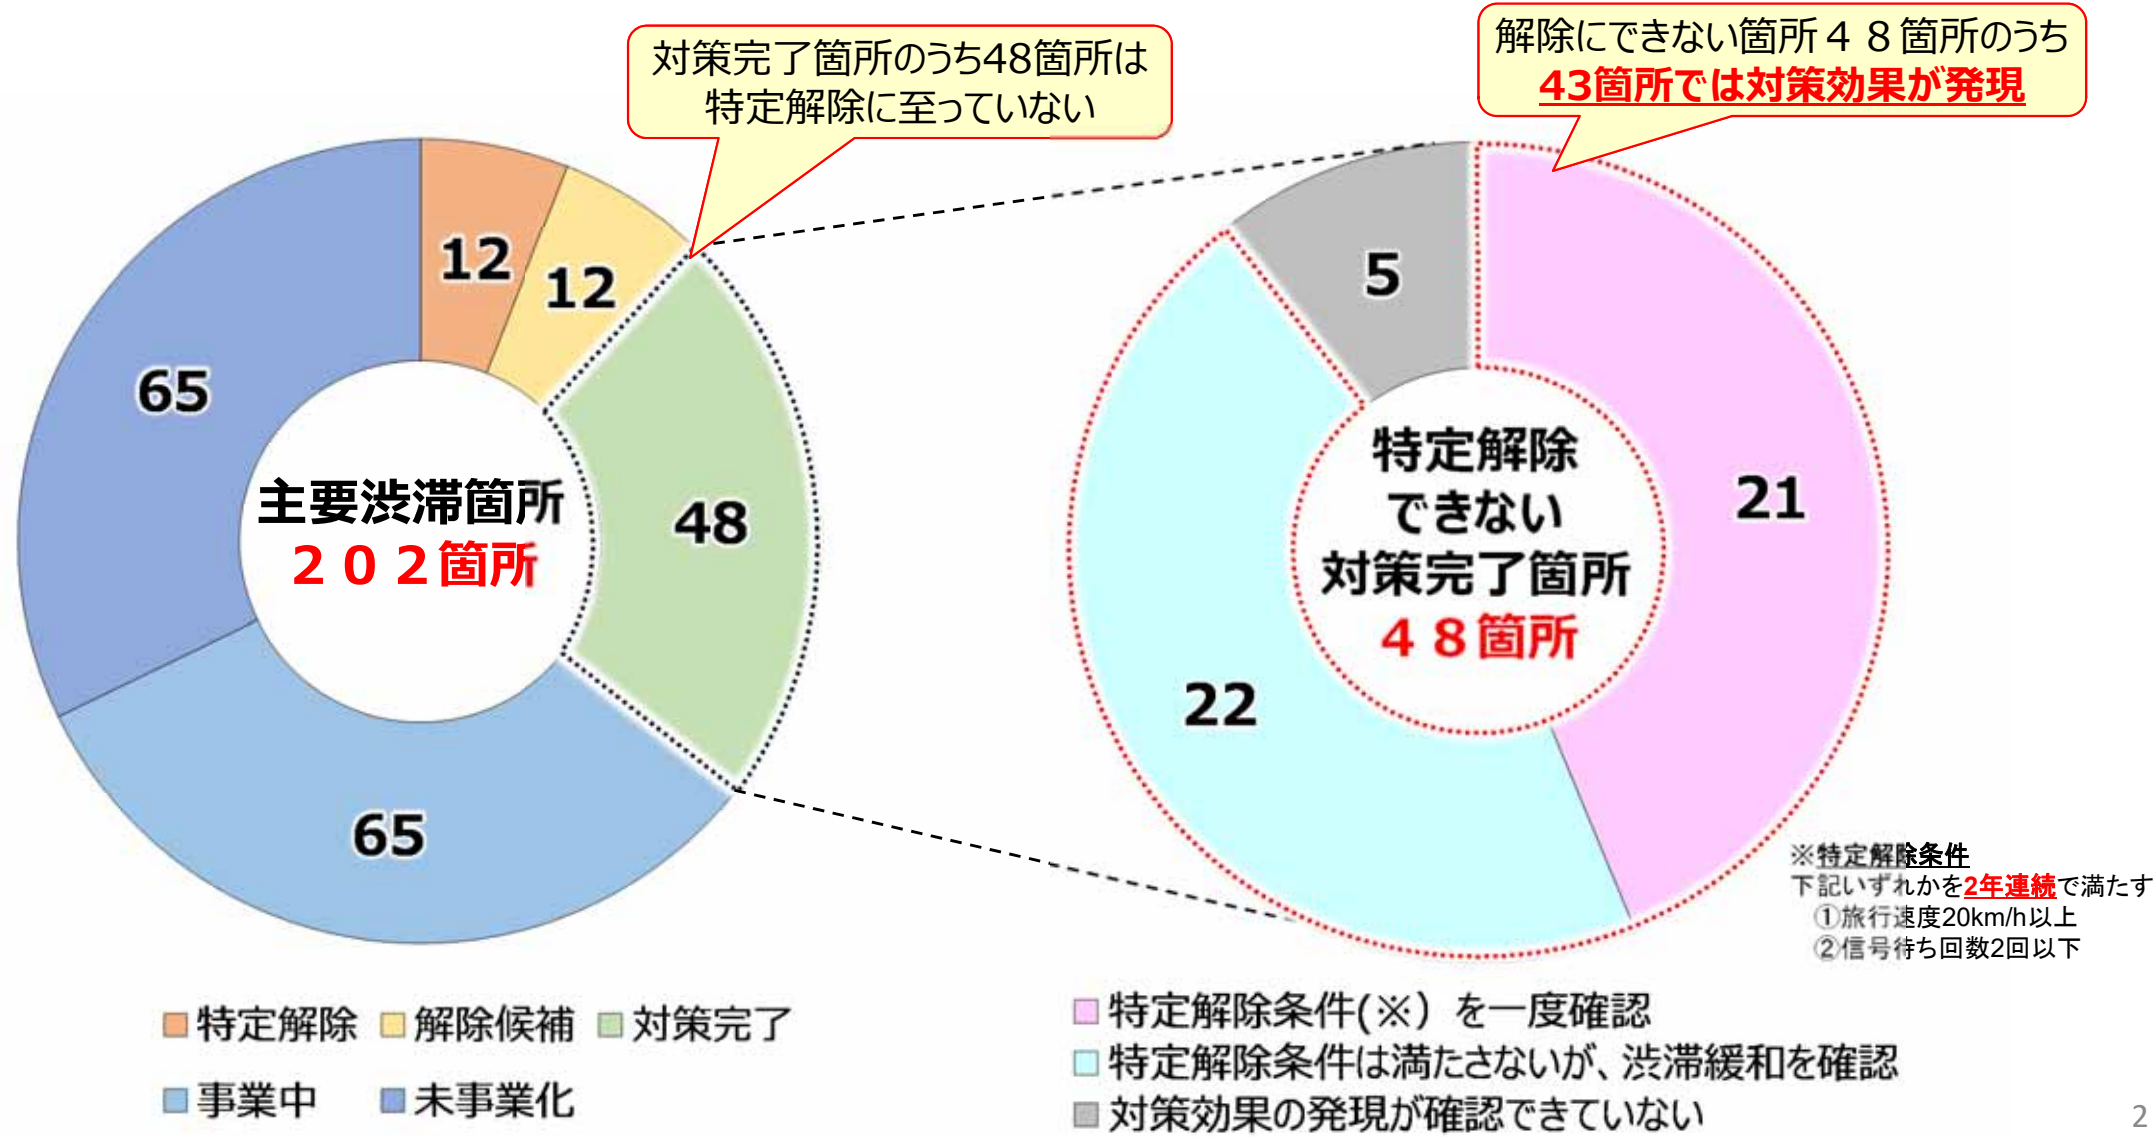 対策完了箇所のうち48箇所は
特定解除に至っていない
解除にできない箇所４８箇所のうち
43箇所では対策効果が発現
12
12
48
65
65
主要渋滞箇所
２０２箇所
5
21
22
特定解除
できない
対策完了箇所
４８箇所
※特定解除条件
下記いずれかを2年連続で満たす
①旅行速度20km/h以上
②信号待ち回数2回以下
特定解除 解除候補 対策完了
事業中 未事業化
特定解除条件(※）を一度確認
特定解除条件は満たさないが、渋滞緩和を確認
対策効果の発現が確認できていない
2